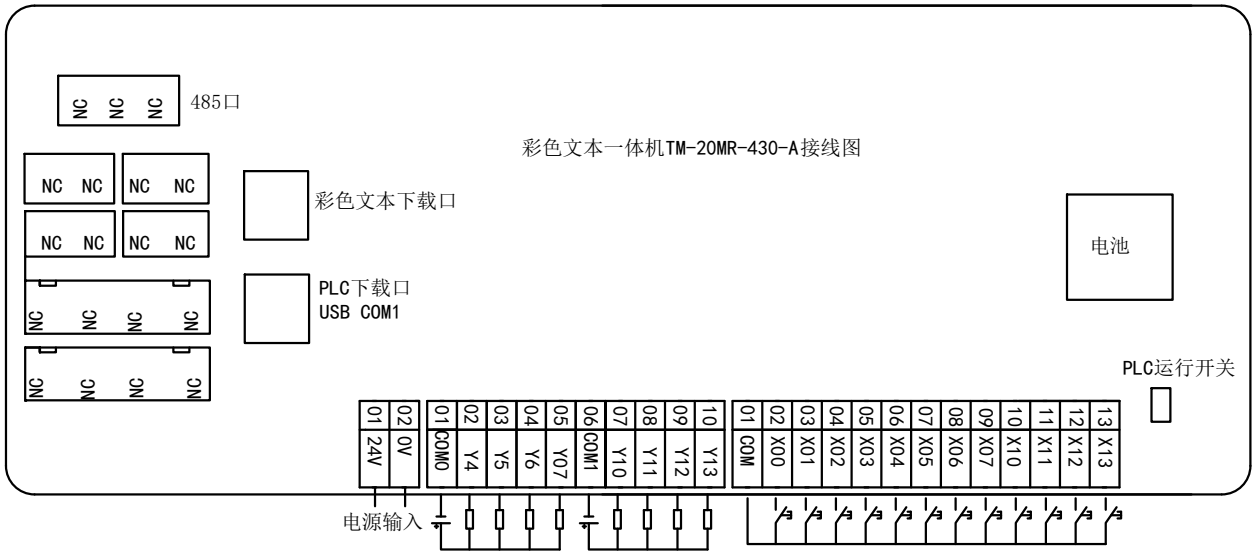 NC NC NC 485口
彩色文本一体机TM-20MR-430-A接线图
NC NC NC NC
彩色文本下载口
NC NC NC NC
电池
PLC下载口
USB COM1
NC NC NC NC
PLC运行开关
NC NC NC NC
01 02 01 02 03 04 05 06 07 08 09 10 01 02 03 04 05 06 07 08 09 10 11 12 13
24V 0V COM0 Y4 Y5 Y6 Y07 COM1 Y10 Y11 Y12 Y13 COM X00 X01 X02 X03 X04 X05 X06 X07 X10 X11 X12 X13
电源输入